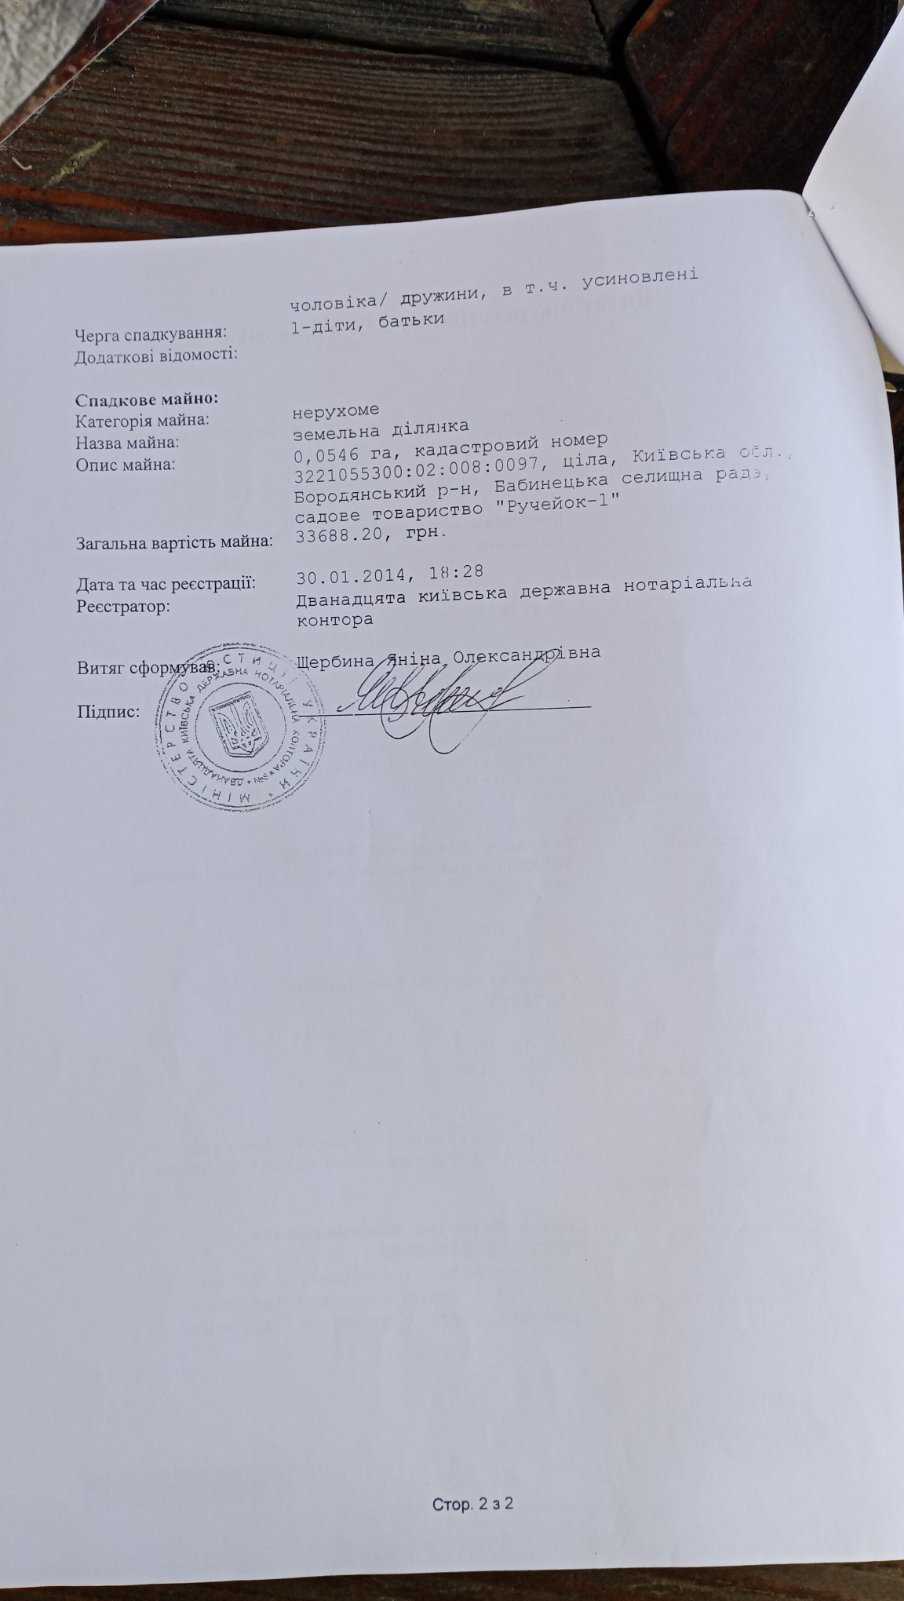 чоловіка/ дружини, в т.ч. усиновлені
Черга спадкування: 1-діти, батьки
Додаткові відомості:
Спадкове майно:
Категорія майна: нерухоме
Назва майна: земельна ділянка
Опис майна: 0,0546 га, кадастровий номер
3221055300:02:008:0097, ціла, Київська обл.,
Бородянський р-н, Бабинецька селищна рада,
садове товариство "Ручейок-1"
Загальна вартість майна: 33688.20, грн.
Дата та час реєстрації: 30.01.2014, 18:28
Реєстратор: Дванадцята київська державна нотаріальна
контора
Витяг сформував: Щербина Яніна Олександрівна
Підпис:
МІНІСТЕРСТВО ЮСТИЦІЇ УКРАЇНИ
ДВАНАДЦЯТА КИЇВСЬКА ДЕРЖАВНА НОТАРІАЛЬНА КОНТОРА
Стор. 2 з 2